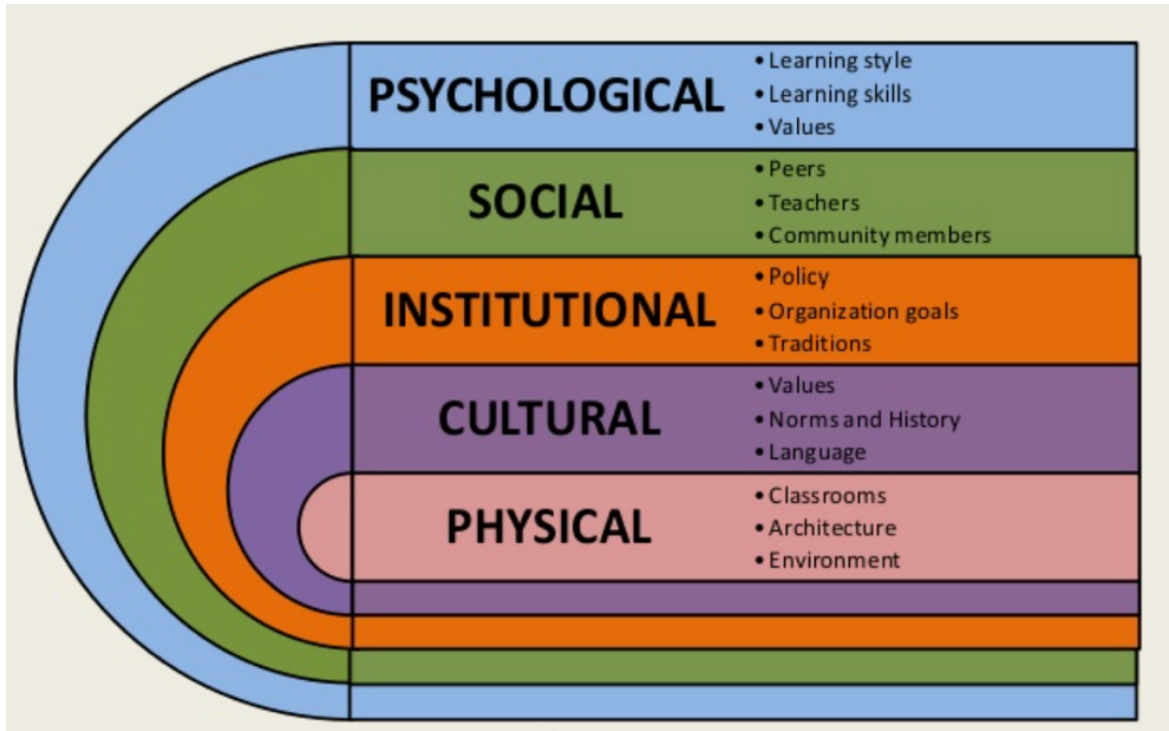 PSYCHOLOGICAL
• Learning style
• Learning skills
• Values
SOCIAL
• Peers
• Teachers
• Community members
INSTITUTIONAL
• Policy
• Organization goals
• Traditions
CULTURAL
• Values
• Norms and History
• Language
PHYSICAL
• Classrooms
• Architecture
• Environment